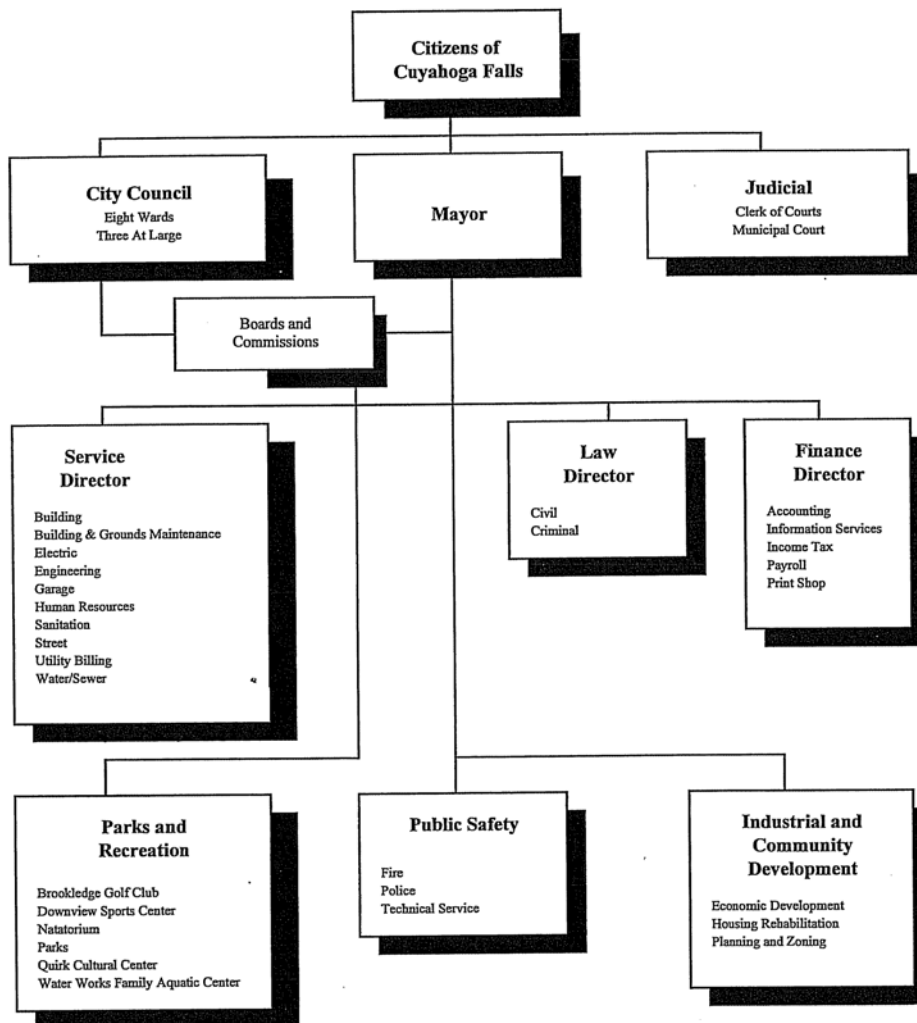 Citizens of
Cuyahoga Falls
City Council
Eight Wards
Three At Large
Mayor
Judicial
Clerk of Courts
Municipal Court
Boards and
Commissions
Service
Director
Building
Building & Grounds Maintenance
Electric
Engineering
Garage
Human Resources
Sanitation
Street
Utility Billing
Water/Sewer
Law
Director
Civil
Criminal
Finance
Director
Accounting
Information Services
Income Tax
Payroll
Print Shop
Parks and
Recreation
Brookledge Golf Club
Downview Sports Center
Natatorium
Parks
Quirk Cultural Center
Water Works Family Aquatic Center
Public Safety
Fire
Police
Technical Service
Industrial and
Community
Development
Economic Development
Housing Rehabilitation
Planning and Zoning